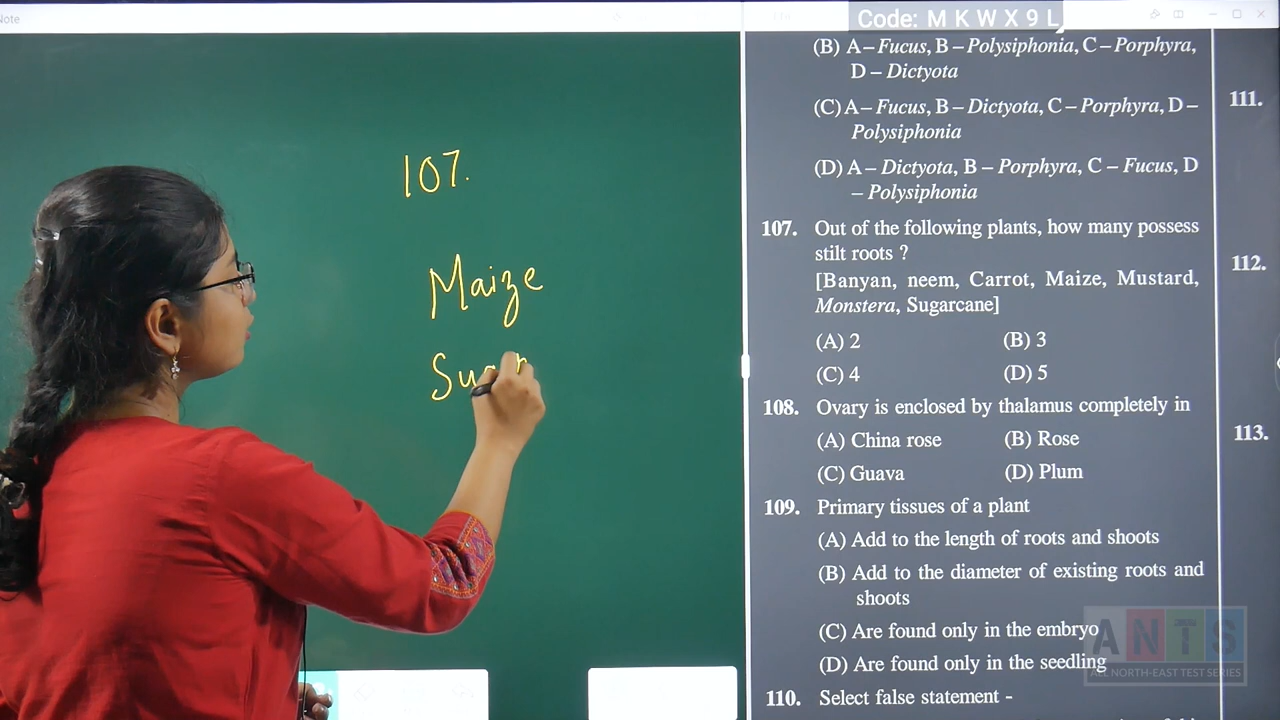 Note
Code: M K W X 9 L
107.
Maize
(B) A – Fucus, B – Polysiphonia, C – Porphyra,
D – Dictyota
(C) A – Fucus, B – Dictyota, C – Porphyra, D –
Polysiphonia
(D) A – Dictyota, B – Porphyra, C – Fucus, D
– Polysiphonia
107. Out of the following plants, how many possess
stilt roots ?
[Banyan, neem, Carrot, Maize, Mustard,
Monstera, Sugarcane]
(A) 2 (B) 3
(C) 4 (D) 5
108. Ovary is enclosed by thalamus completely in
(A) China rose (B) Rose
(C) Guava (D) Plum
109. Primary tissues of a plant
(A) Add to the length of roots and shoots
(B) Add to the diameter of existing roots and
shoots
(C) Are found only in the embryo
(D) Are found only in the seedling
110. Select false statement -
111.
112.
113.
ANTS
ALL NORTH-EAST TEST SERIES